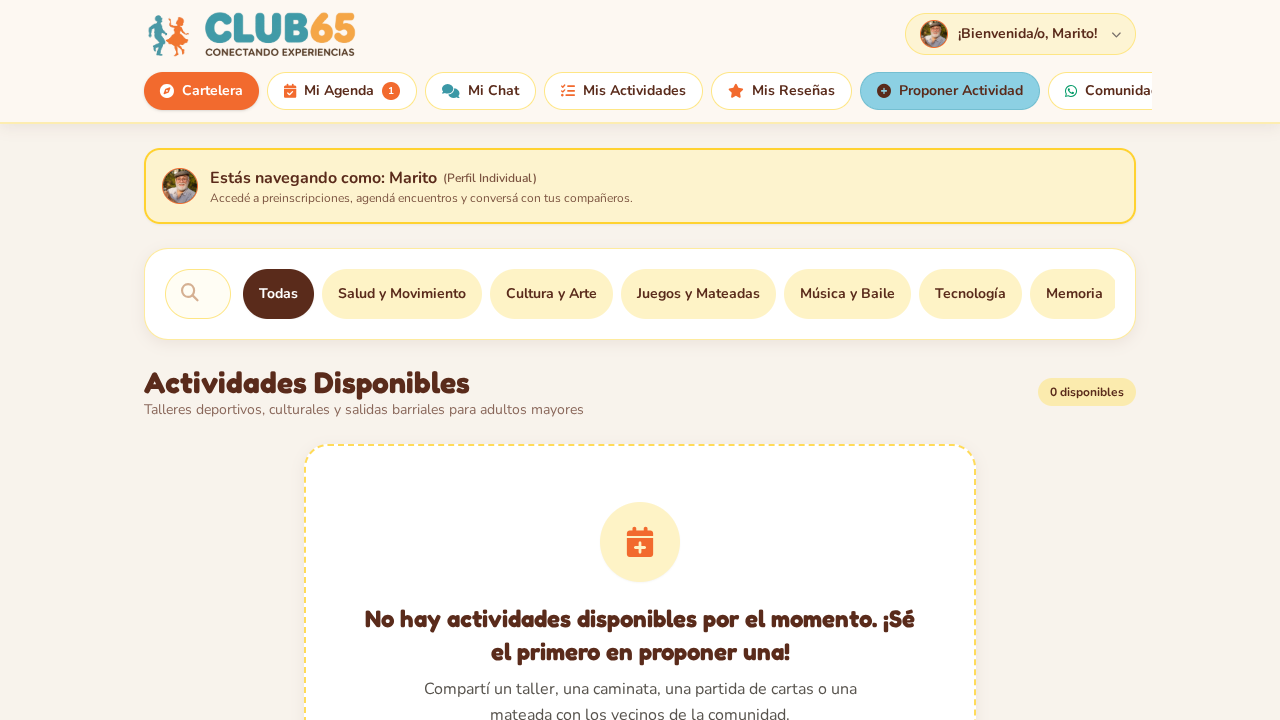 CLUB65
CONECTANDO EXPERIENCIAS
¡Bienvenida/o, Marito!
Cartelera
Mi Agenda 1
Mi Chat
Mis Actividades
Mis Reseñas
Proponer Actividad
Comunida
Estás navegando como: Marito (Perfil Individual)
Accedé a preinscripciones, agendá encuentros y conversá con tus compañeros.
Todas
Salud y Movimiento
Cultura y Arte
Juegos y Mateadas
Música y Baile
Tecnología
Memoria
Actividades Disponibles
Talleres deportivos, culturales y salidas barriales para adultos mayores
0 disponibles
No hay actividades disponibles por el momento. ¡Sé
el primero en proponer una!
Compartí un taller, una caminata, una partida de cartas o una
mateada con los vecinos de la comunidad.